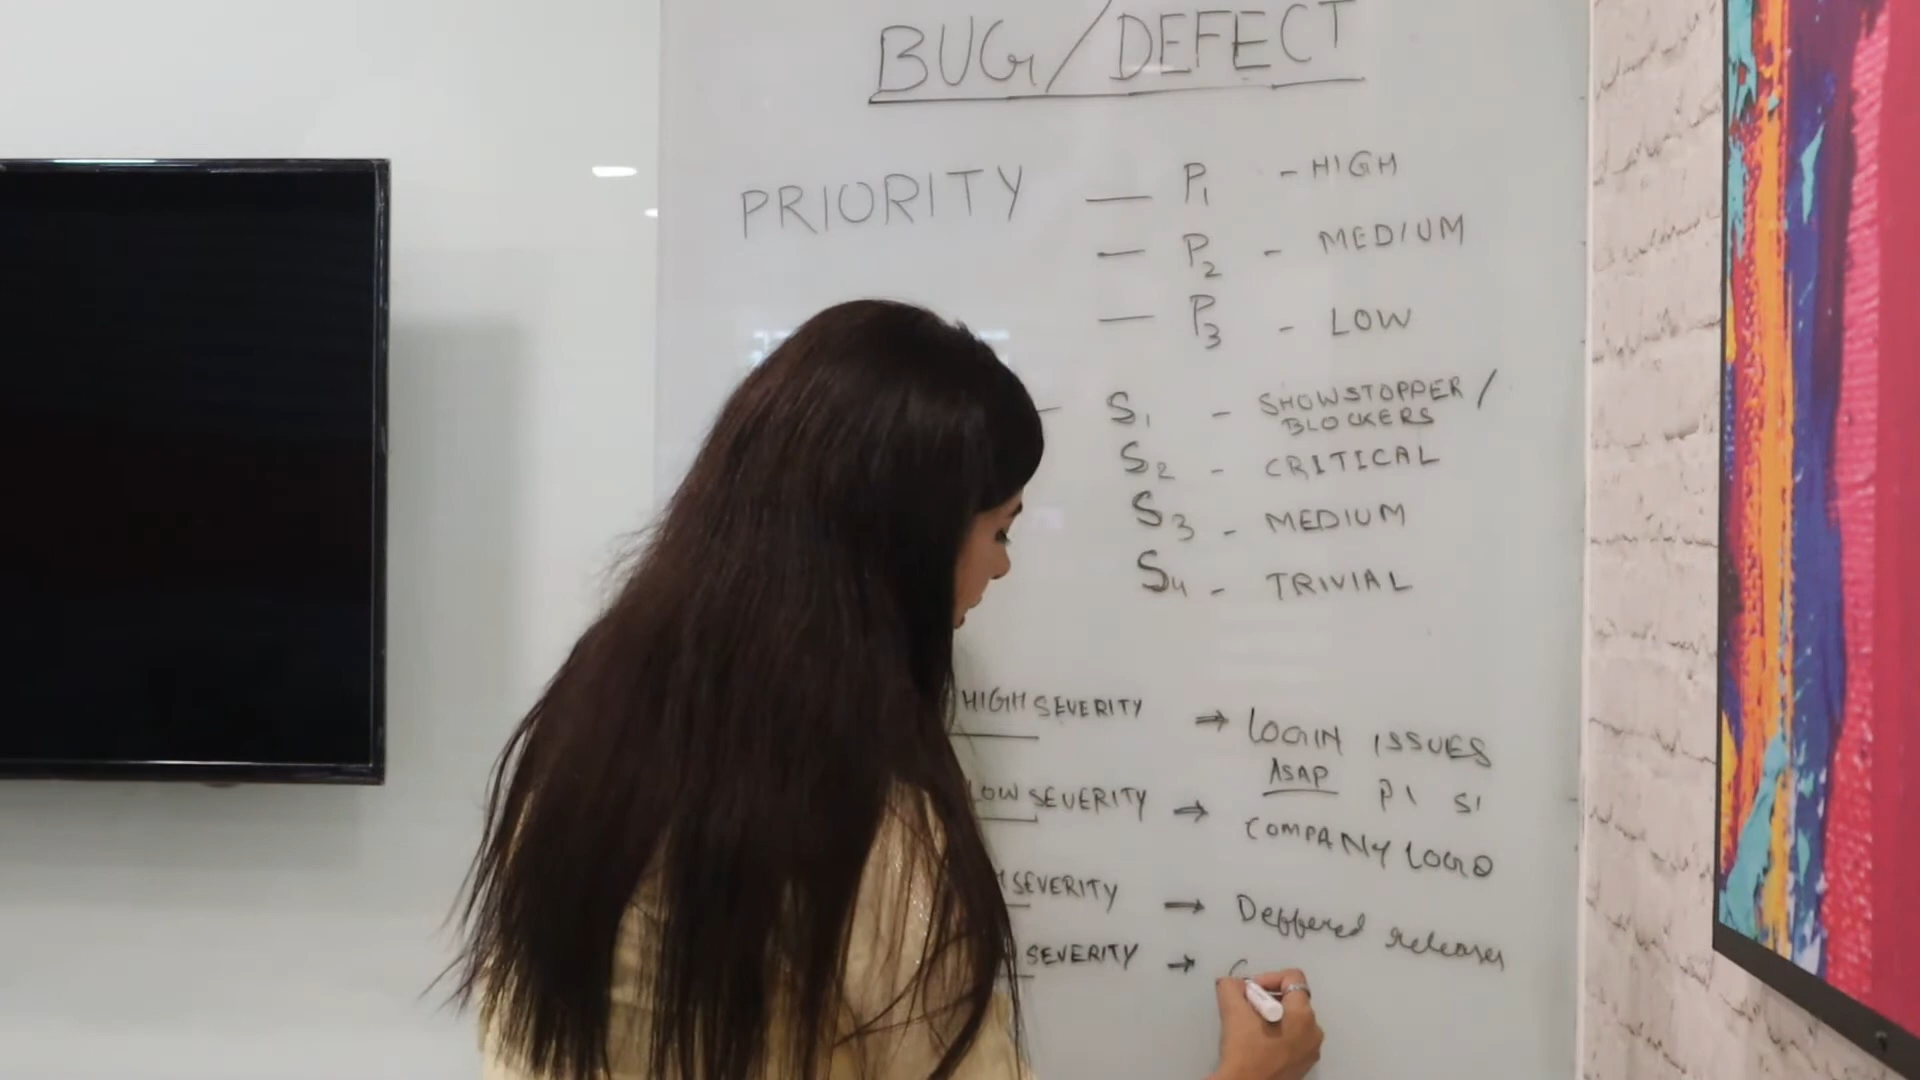 BUG/DEFECT
PRIORITY — P1 - HIGH
— P2 - MEDIUM
— P3 - LOW
S1 - SHOWSTOPPER/
BLOCKERS
S2 - CRITICAL
S3 - MEDIUM
S4 - TRIVIAL
HIGH SEVERITY → LOGIN ISSUES
ASAP P1 S1
LOW SEVERITY → COMPANY LOGO
SEVERITY → Deffered releases
SEVERITY →